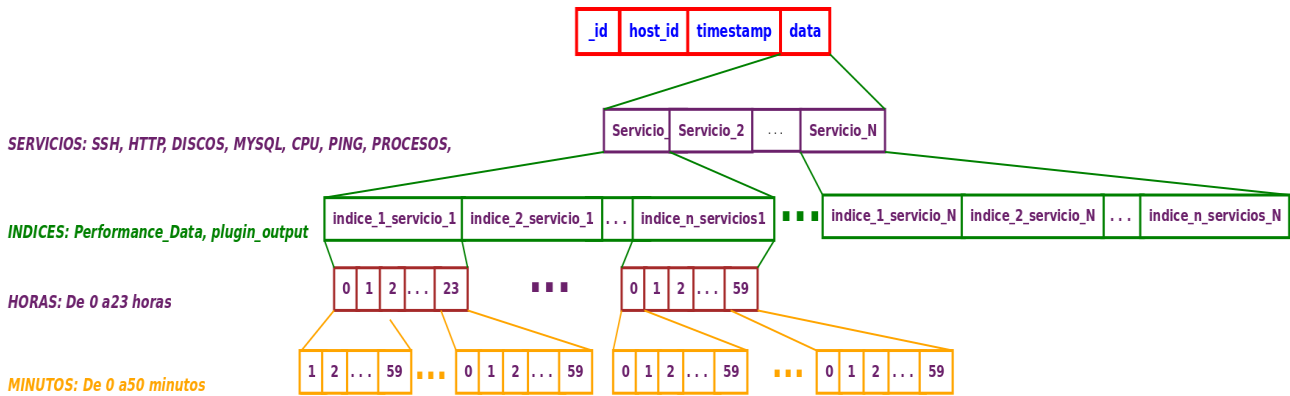 _id host_id timestamp data
Servicio_ Servicio_2 ... Servicio_N
SERVICIOS: SSH, HTTP, DISCOS, MYSQL, CPU, PING, PROCESOS,
indice_1_servicio_1 indice_2_servicio_1 ... indice_n_servicios1 ... indice_1_servicio_N indice_2_servicio_N ... indice_n_servicios_N
INDICES: Performance_Data, plugin_output
0 1 2 ... 23 ... 0 1 2 ... 59
HORAS: De 0 a23 horas
1 2 ... 59 ... 0 1 2 ... 59 0 1 2 ... 59 ... 0 1 2 ... 59
MINUTOS: De 0 a50 minutos